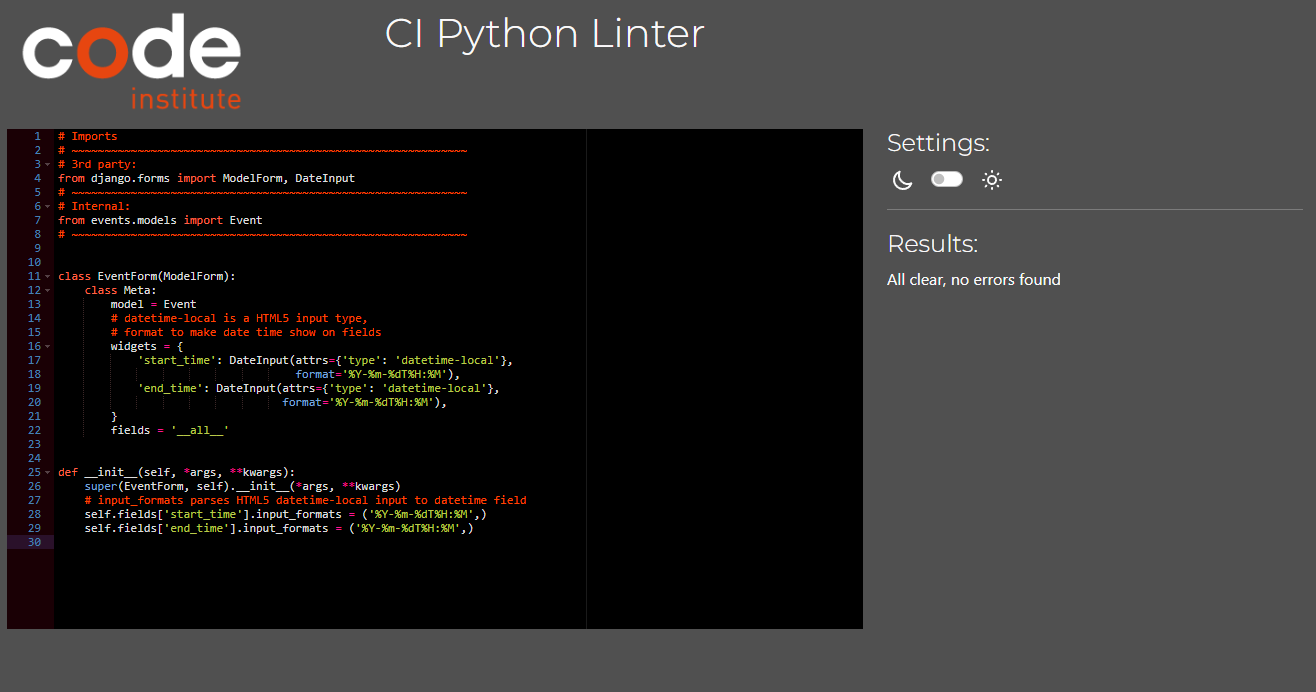 code
institute
CI Python Linter
1 # Imports
2 # ~~~~~~~~~~~~~~~~~~~~~~~~~~~~~~~~~~~~~~~~~~~~~~~~~~~~~~~~~~~~
3 # 3rd party:
4 from django.forms import ModelForm, DateInput
5 # ~~~~~~~~~~~~~~~~~~~~~~~~~~~~~~~~~~~~~~~~~~~~~~~~~~~~~~~~~~~~
6 # Internal:
7 from events.models import Event
8 # ~~~~~~~~~~~~~~~~~~~~~~~~~~~~~~~~~~~~~~~~~~~~~~~~~~~~~~~~~~~~
9
10
11 class EventForm(ModelForm):
12     class Meta:
13         model = Event
14         # datetime-local is a HTML5 input type,
15         # format to make date time show on fields
16         widgets = {
17             'start_time': DateInput(attrs={'type': 'datetime-local'},
18                                     format='%Y-%m-%dT%H:%M'),
19             'end_time': DateInput(attrs={'type': 'datetime-local'},
20                                   format='%Y-%m-%dT%H:%M'),
21         }
22         fields = '__all__'
23
24
25 def __init__(self, *args, **kwargs):
26     super(EventForm, self).__init__(*args, **kwargs)
27     # input_formats parses HTML5 datetime-local input to datetime field
28     self.fields['start_time'].input_formats = ('%Y-%m-%dT%H:%M',)
29     self.fields['end_time'].input_formats = ('%Y-%m-%dT%H:%M',)
30
Settings:
Results:
All clear, no errors found